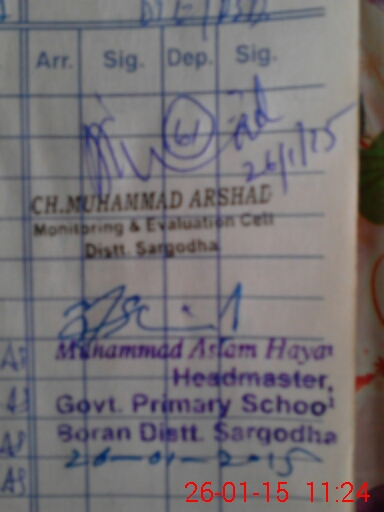 Arr. Sig. Dep. Sig.
26/1/15
CH.MUHAMMAD ARSHAD
Monitoring & Evaluation Cell
Distt. Sargodha
Muhammad Aslam Hayat
Headmaster,
Govt. Primary School
Boran Distt. Sargodha
26-01-2015
26-01-15 11:24